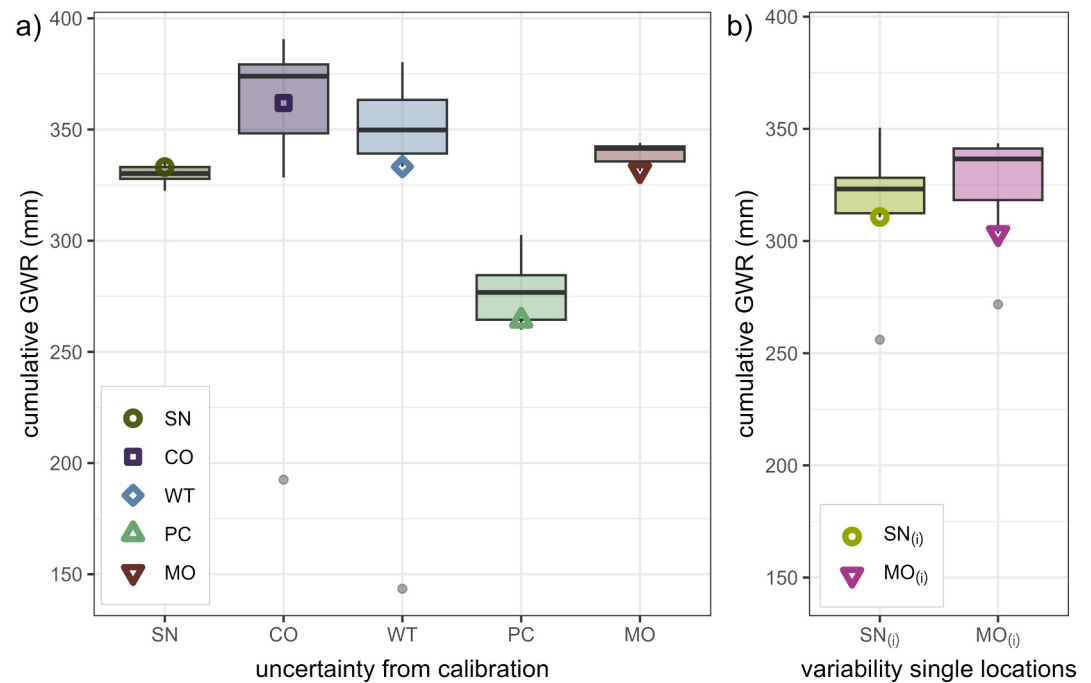 a)
cumulative GWR (mm)
400
350
300
250
200
150
SN
CO
WT
PC
MO
SN
CO
WT
PC
MO
uncertainty from calibration
b)
cumulative GWR (mm)
400
350
300
250
200
150
SN(i)
MO(i)
SN(i)
MO(i)
variability single locations